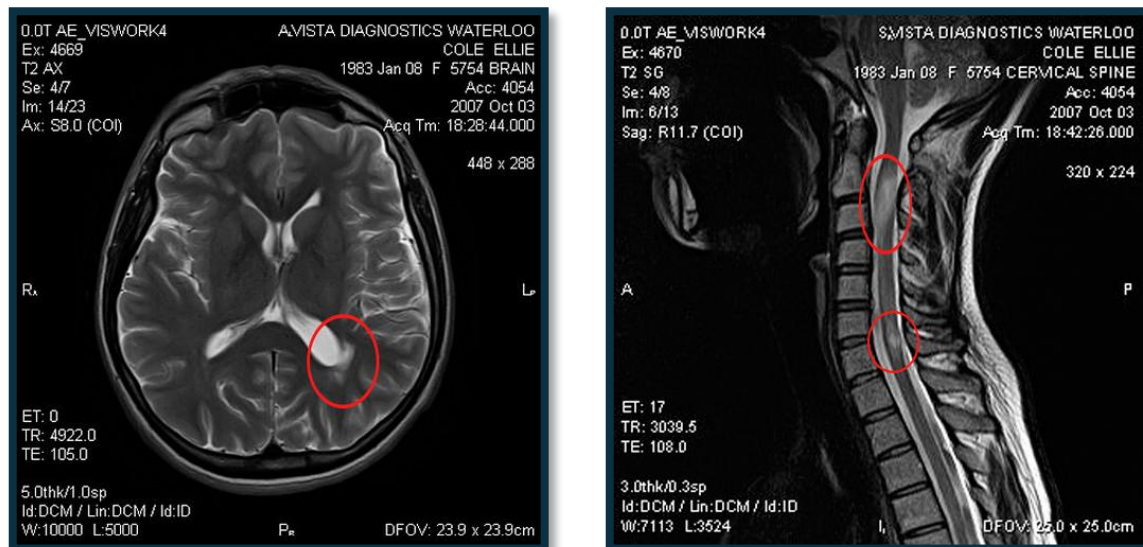 0.0T AE_VISWORK4
Ex: 4669
T2 AX
Se: 4/7
Im: 14/23
Ax: S8.0 (COI)
A VISTA DIAGNOSTICS WATERLOO
COLE ELLIE
1983 Jan 08 F 5754 BRAIN
Acc: 4054
2007 Oct 03
Acq Tm: 18:28:44.000
448 x 288
RA
LP
ET: 0
TR: 4922.0
TE: 105.0
5.0thk/1.0sp
Id:DCM / Lin:DCM / Id:ID
W:10000 L:5000
PR
DFOV: 23.9 x 23.9cm
0.0T AE_VISWORK4
Ex: 4670
T2 SG
Se: 4/8
Im: 6/13
Sag: R11.7 (COI)
VISTA DIAGNOSTICS WATERLOO
COLE ELLIE
1983 Jan 08 F 5754 CERVICAL SPINE
Acc: 4054
2007 Oct 03
Acq Tm: 18:42:26.000
320 x 224
A
P
ET: 17
TR: 3039.5
TE: 108.0
3.0thk/0.3sp
Id:DCM / Lin:DCM / Id:ID
W:7113 L:3524
DFOV: 25.0 x 25.0cm